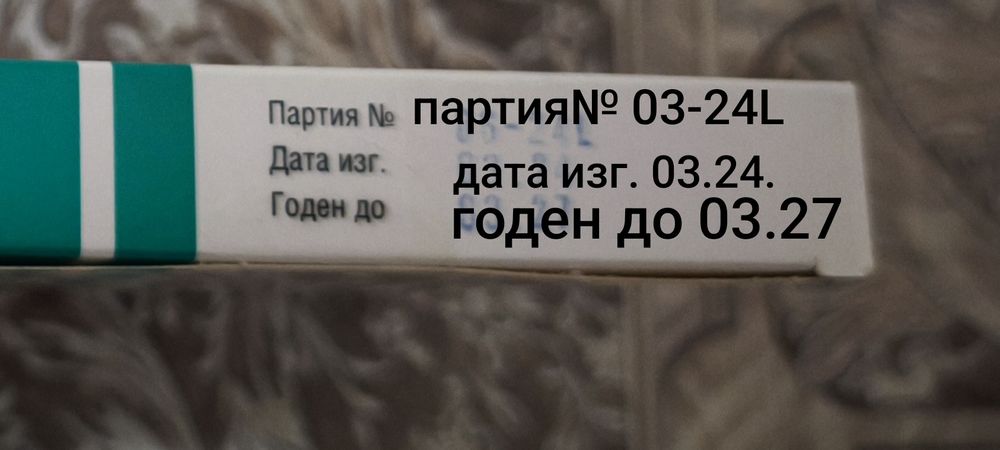 Партия № партия№ 03-24L
Дата изг. дата изг. 03.24.
Годен до годен до 03.27